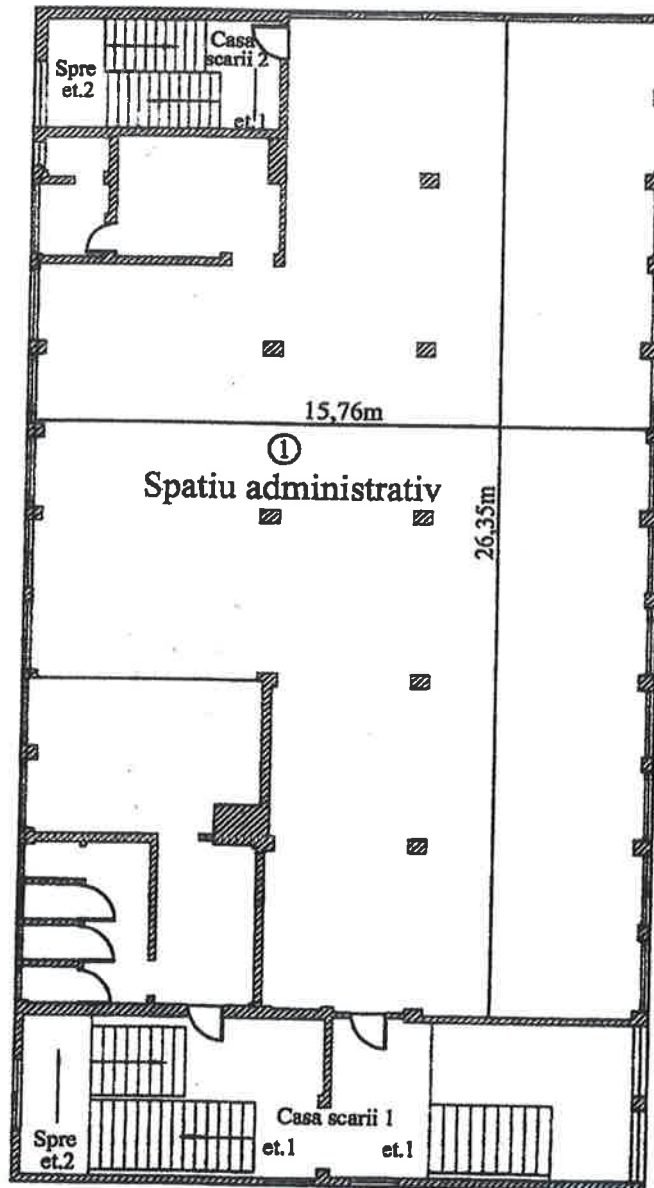 Casa
scarii 2
Spre
et.2
et.1
15,76m
1
Spatiu administrativ
26,35m
Casa scarii 1
et.1
et.1
Spre
et.2